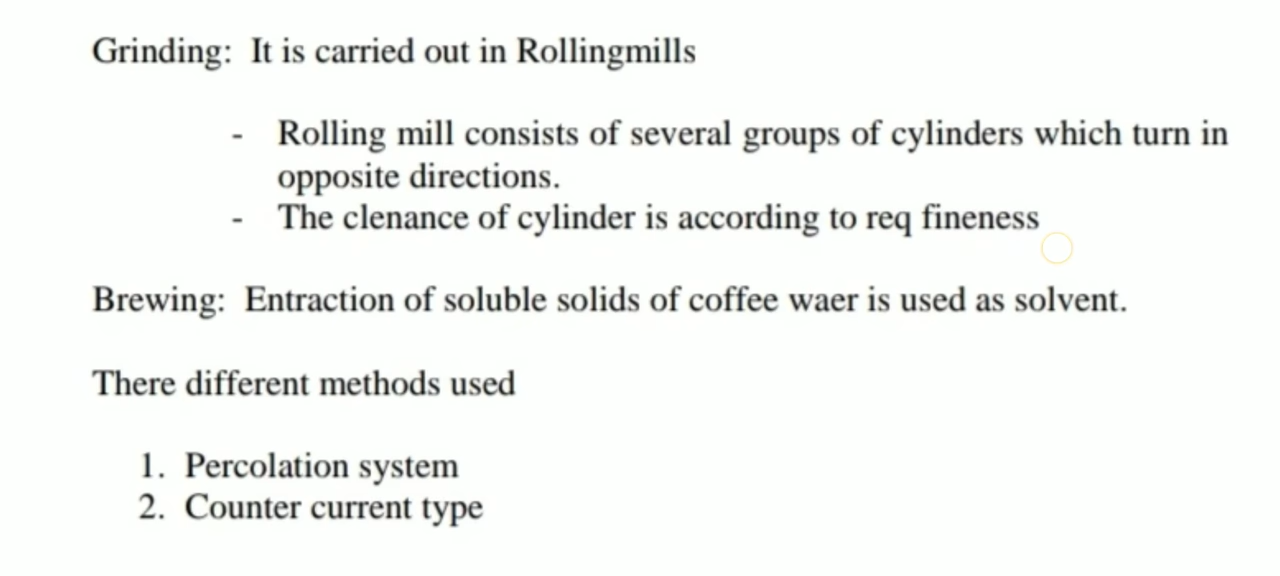 Grinding: It is carried out in Rollingmills
- Rolling mill consists of several groups of cylinders which turn in
opposite directions.
- The clenance of cylinder is according to req fineness
Brewing: Entraction of soluble solids of coffee waer is used as solvent.
There different methods used
1. Percolation system
2. Counter current type